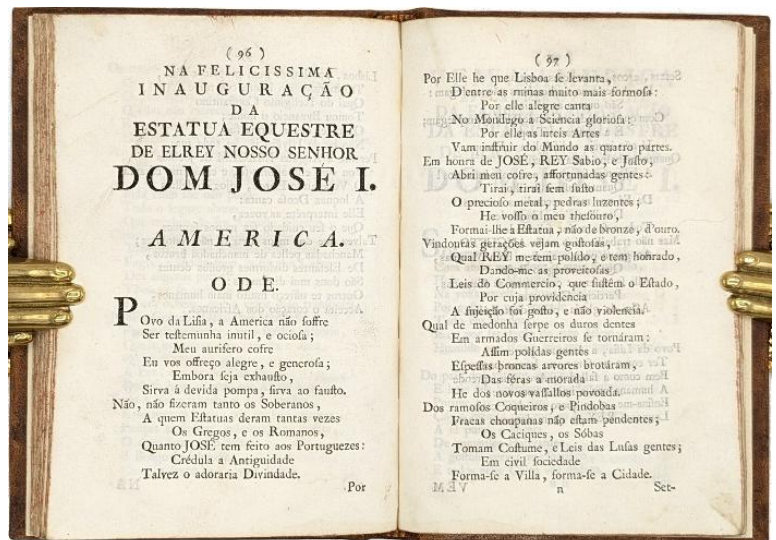 ( 96 )
NA FELICISSIMA
INAUGURAÇÃO
DA
ESTATUA EQUESTRE
DE ELREY NOSSO SENHOR
DOM JOSÉ I.
AMERICA.
ODE.
POvo da Lisia, a America não soffre
Ser testemunha inutil, e ociosa;
Meu aurifero cofre
Eu vos offreço alegre, e generosa;
Embora seja exhausto,
Sirva á devida pompa, sirva ao fausto.
Não, não fizeram tanto os Soberanos,
A quem Estatuas deram tantas vezes
Os Gregos, e os Romanos,
Quanto JOSÉ tem feito aos Portuguezes:
Crédula a Antiguidade
Talvez o adoraria Divindade.
Por
( 97 )
Por Elle he que Lisboa se levanta,
D'entre as ruinas muito mais formosa:
Por elle alegre canta
No Mondego a Sciencia gloriosa:
Por elle as uteis Artes
Vam instruir do Mundo as quatro partes.
Em honra de JOSÉ, REY Sabio, e Justo,
Abri meu cofre, affortunadas gentes:
Tirai, tirai sem susto
O precioso metal, pedras luzentes;
He vosso o meu thesouro,
Formai-lhe a Estatua, não de bronze, d'ouro.
Vindouras gerações vejam gostosas,
Qual REY me tem polido, e tem honrado,
Dando-me as proveitosas
Leis do Commercio, que sustém o Estado,
Por cuja providencia
A sujeição foi gosto, e não violencia.
Qual de medonha serpe os duros dentes
Em armados Guerreiros se tornáram:
Assim polidas gentes
Espessas broncas arvores brotáram,
Das féras a morada
He dos novos vassallos povoada.
Dos ramosos Coqueiros, e Pindobas
Fracas choupanas não estam pendentes;
Os Caciques, os Sóbas
Tomam Costume, e Leis das Lusas gentes;
Em civil sociedade
Forma-se a Villa, forma-se a Cidade.
n Set-